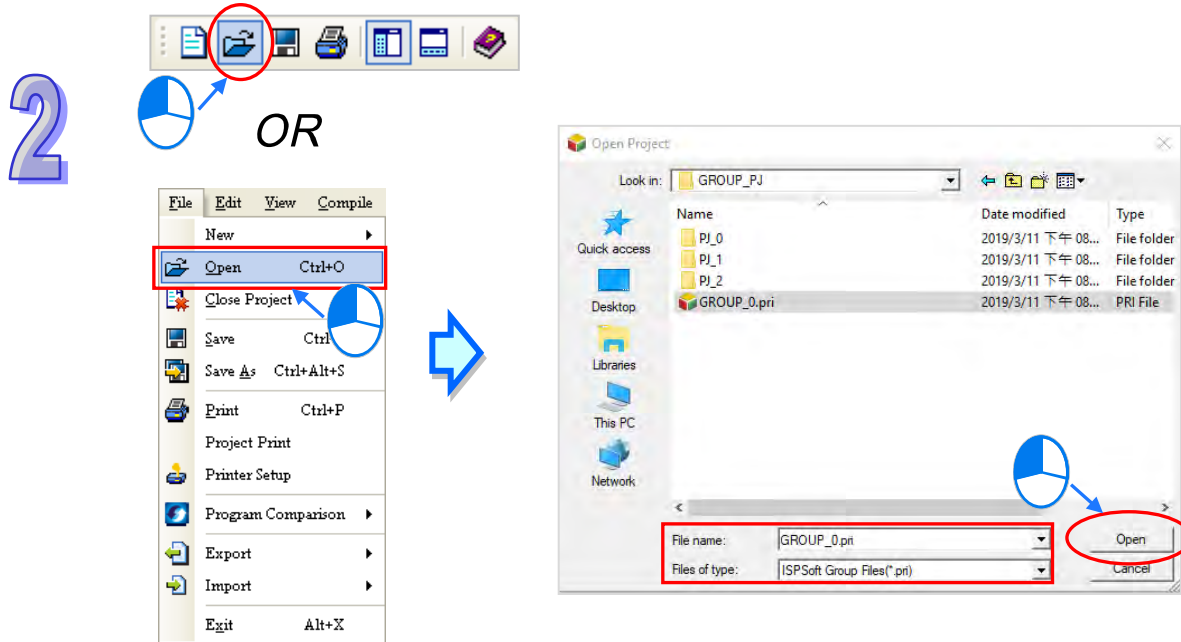 2
OR
File Edit View Compile
New
Open Ctrl+O
Close Project
Save Ctrl
Save As Ctrl+Alt+S
Print Ctrl+P
Project Print
Printer Setup
Program Comparison
Export
Import
Exit Alt+X
Open Project
Look in: GROUP_PJ
Name Date modified Type
PJ_0 2019/3/11 下午 08... File folder
PJ_1 2019/3/11 下午 08... File folder
PJ_2 2019/3/11 下午 08... File folder
GROUP_0.pri 2019/3/11 下午 08... PRI File
Quick access
Desktop
Libraries
This PC
Network
File name: GROUP_0.pri Open
Files of type: ISPSoft Group Files(*.pri) Cancel